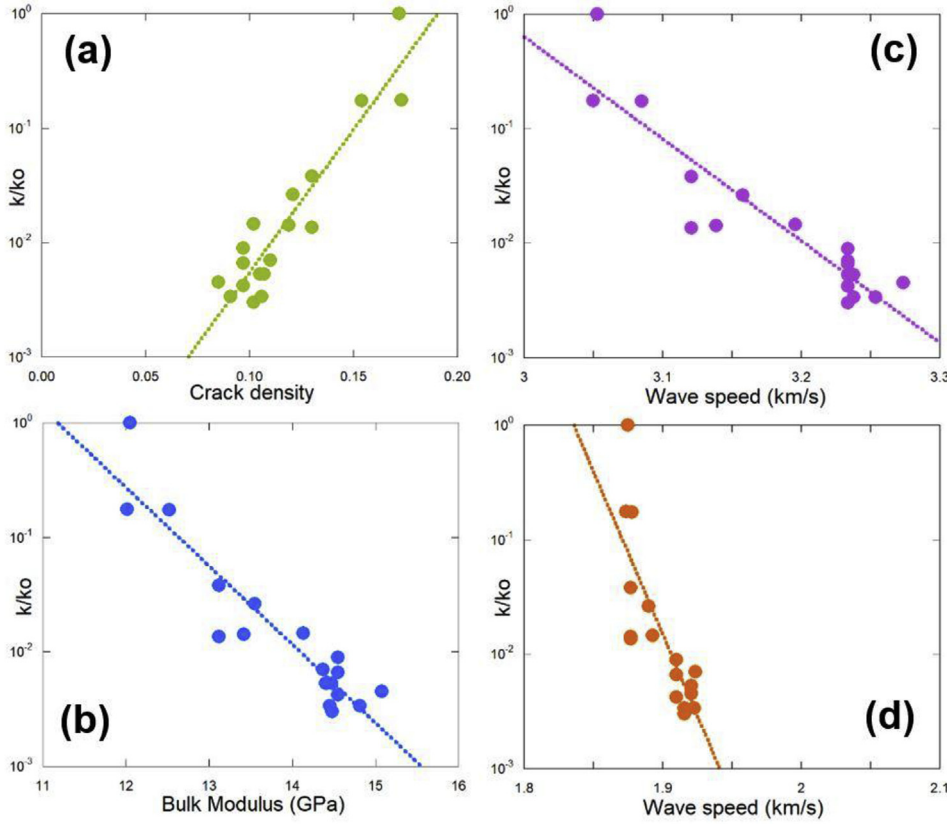 (a)
k/ko
10⁰
10⁻¹
10⁻²
10⁻³
0.00 0.05 0.10 0.15 0.20
Crack density
(c)
k/ko
10⁰
10⁻¹
10⁻²
10⁻³
3 3.1 3.2 3.3
Wave speed (km/s)
(b)
k/ko
10⁰
10⁻¹
10⁻²
10⁻³
11 12 13 14 15 16
Bulk Modulus (GPa)
(d)
k/ko
10⁰
10⁻¹
10⁻²
10⁻³
1.8 1.9 2 2.1
Wave speed (km/s)